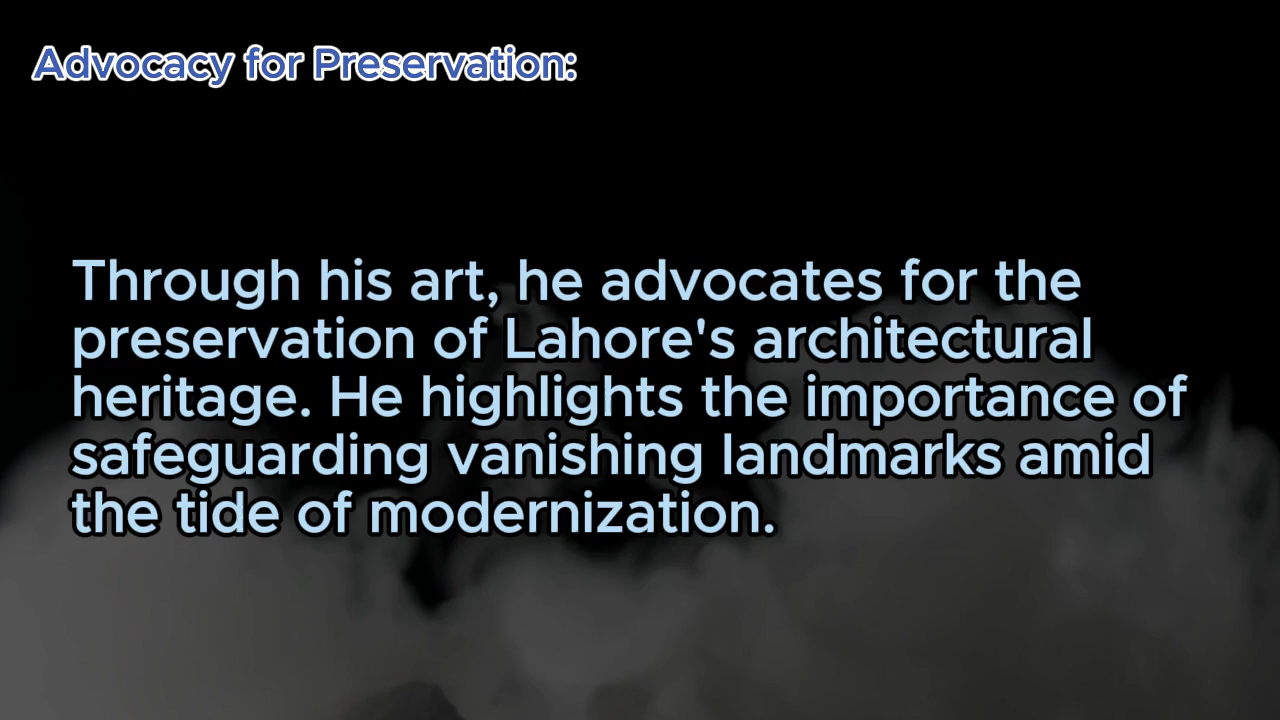 Advocacy for Preservation:
Through his art, he advocates for the
preservation of Lahore's architectural
heritage. He highlights the importance of
safeguarding vanishing landmarks amid
the tide of modernization.